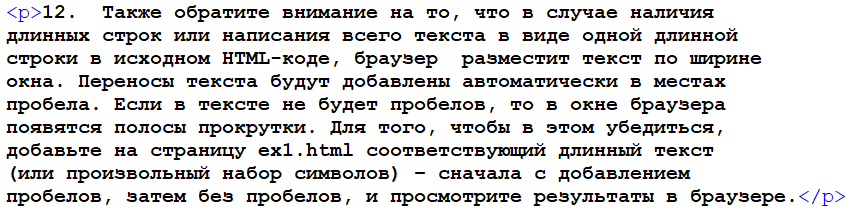 <p>12.  Также обратите внимание на то, что в случае наличия
длинных строк или написания всего текста в виде одной длинной
строки в исходном HTML-коде, браузер  разместит текст по ширине
окна. Переносы текста будут добавлены автоматически в местах
пробела. Если в тексте не будет пробелов, то в окне браузера
появятся полосы прокрутки. Для того, чтобы в этом убедиться,
добавьте на страницу ex1.html соответствующий длинный текст
(или произвольный набор символов) – сначала с добавлением
пробелов, затем без пробелов, и просмотрите результаты в браузере.</p>